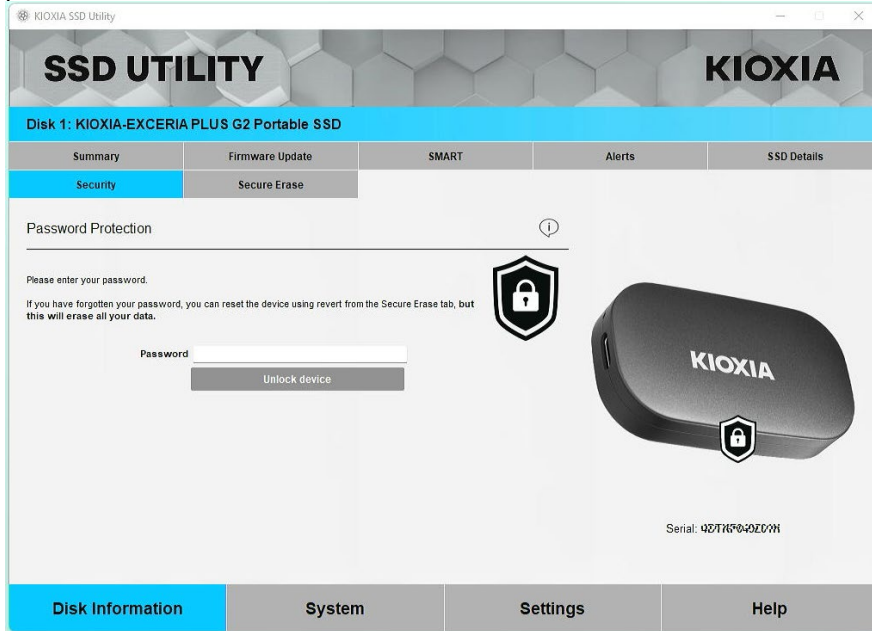 KIOXIA SSD Utility
SSD UTILITY
KIOXIA
Disk 1: KIOXIA-EXCERIA PLUS G2 Portable SSD
Summary
Firmware Update
SMART
Alerts
SSD Details
Security
Secure Erase
Password Protection
Please enter your password.
If you have forgotten your password, you can reset the device using revert from the Secure Erase tab, but
this will erase all your data.
Password
Unlock device
KIOXIA
Serial:
Disk Information
System
Settings
Help